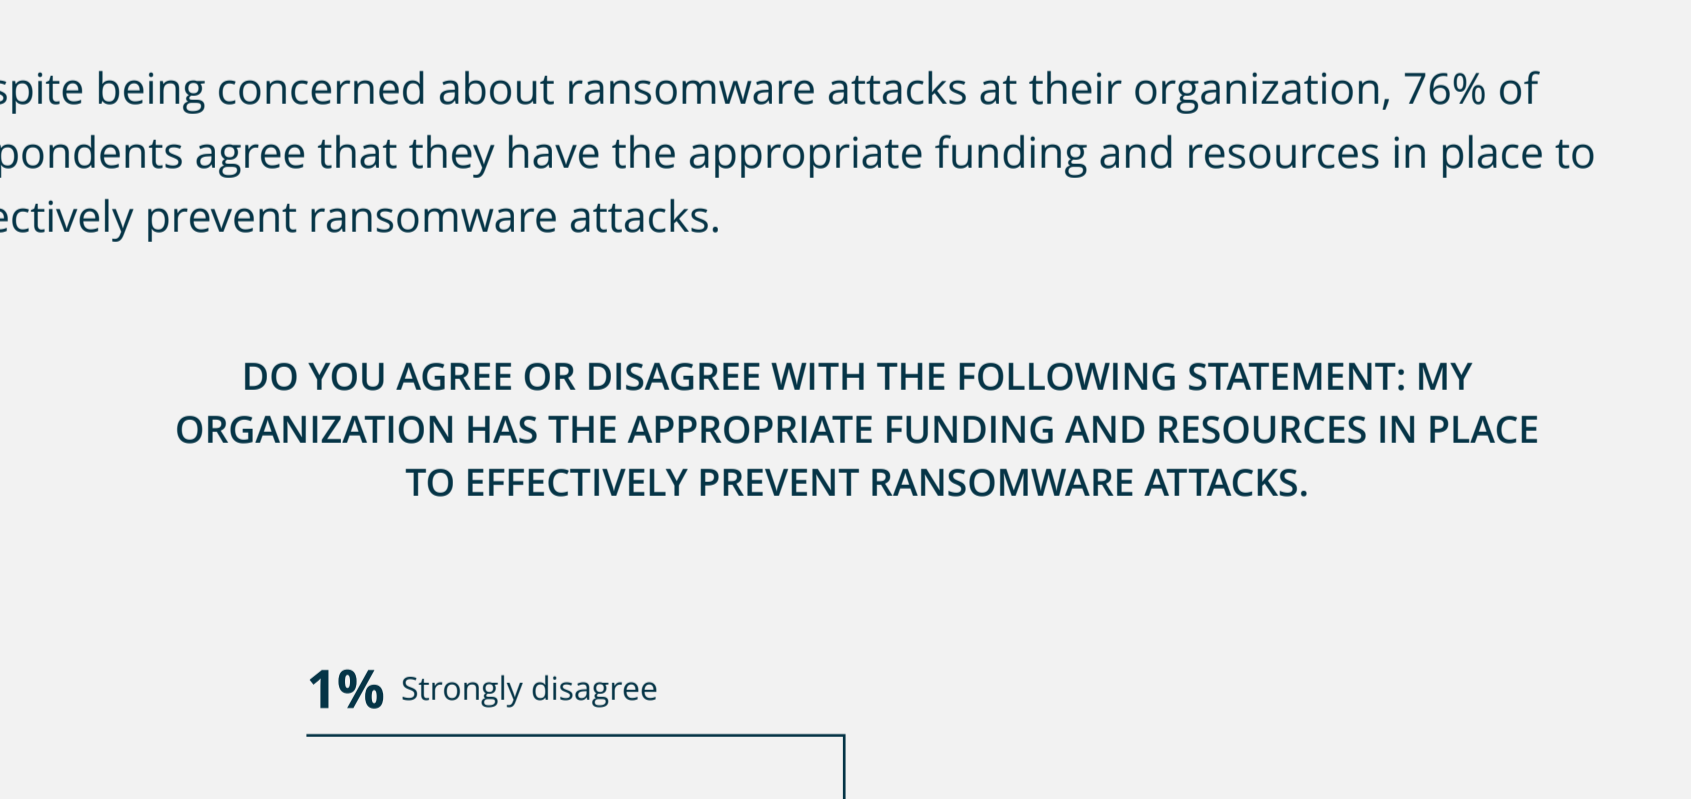 spite being concerned about ransomware attacks at their organization, 76% of
pondents agree that they have the appropriate funding and resources in place to
ectively prevent ransomware attacks.
DO YOU AGREE OR DISAGREE WITH THE FOLLOWING STATEMENT: MY
ORGANIZATION HAS THE APPROPRIATE FUNDING AND RESOURCES IN PLACE
TO EFFECTIVELY PREVENT RANSOMWARE ATTACKS.
1% Strongly disagree